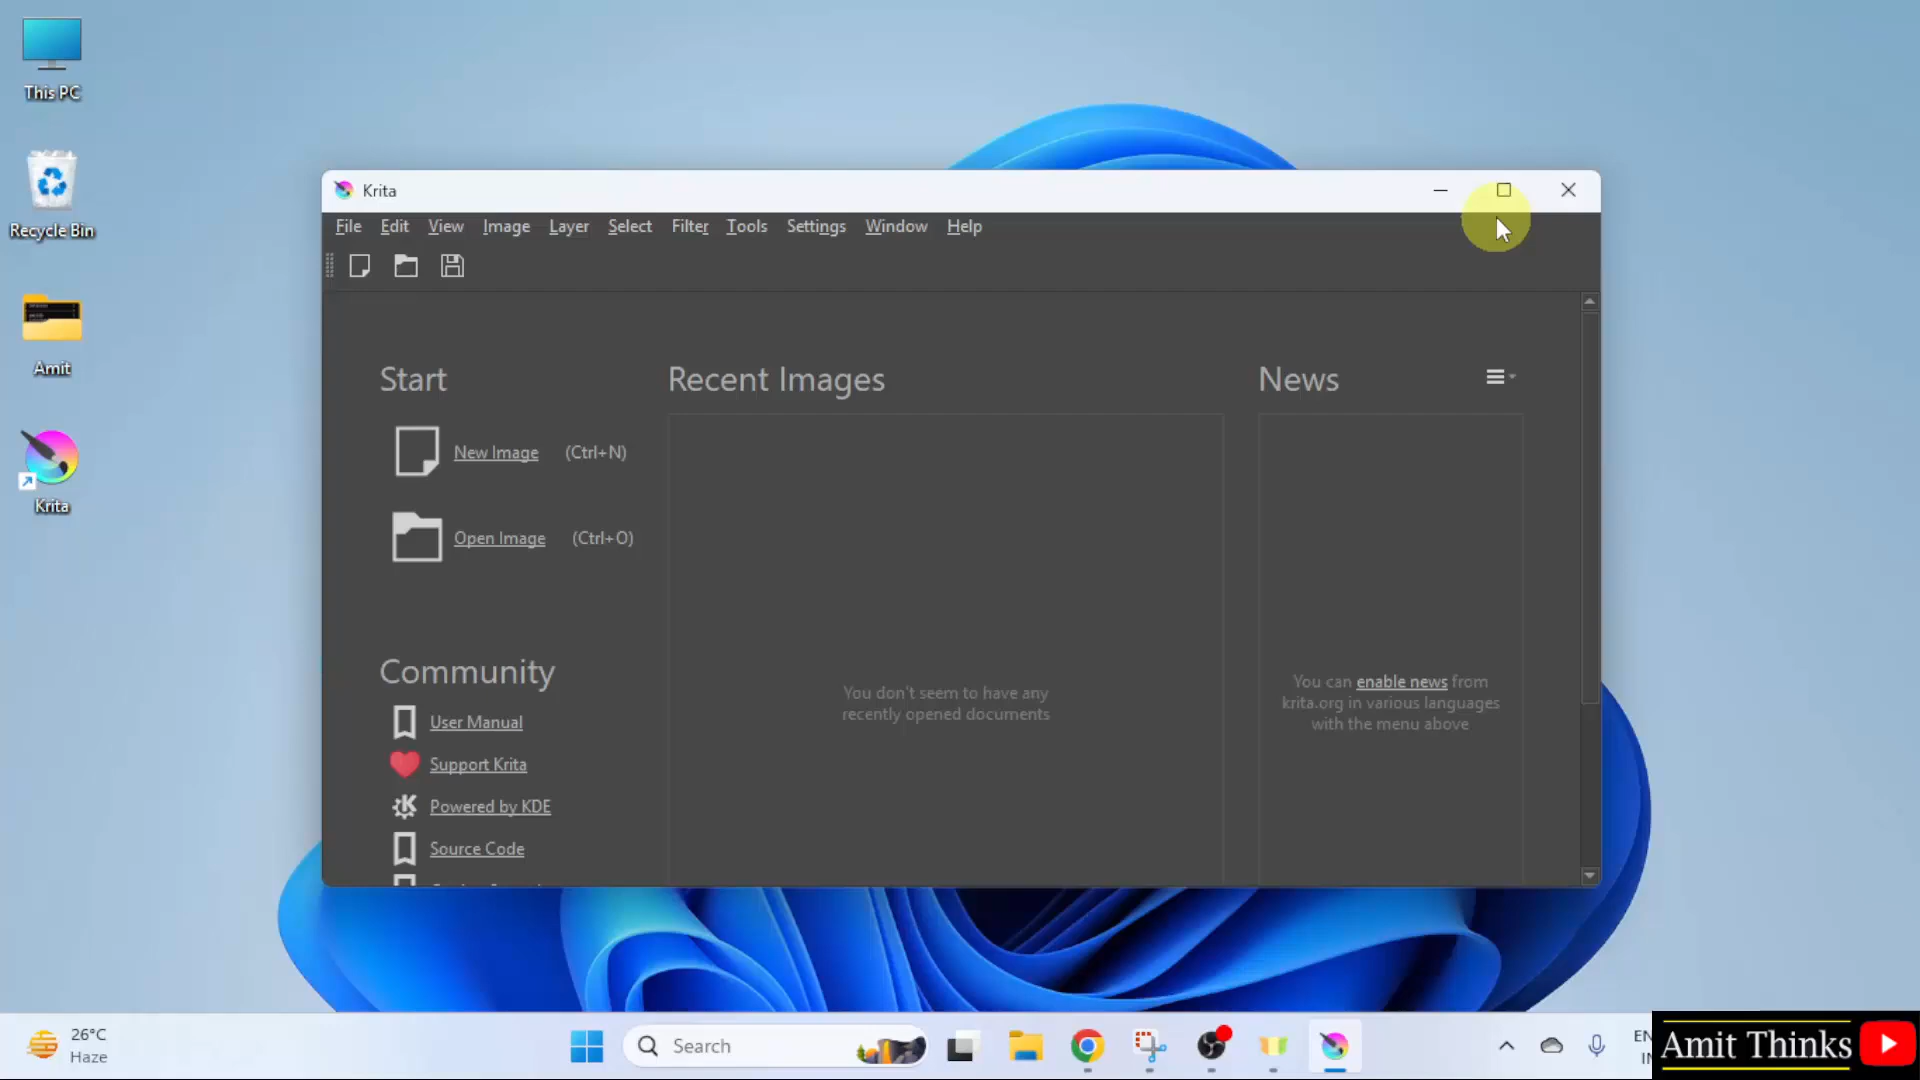 This PC
Recycle Bin
Amit
Krita
Krita
File Edit View Image Layer Select Filter Tools Settings Window Help
Start
New Image (Ctrl+N)
Open Image (Ctrl+O)
Recent Images
You don't seem to have any
recently opened documents
News
You can enable news from
krita.org in various languages
with the menu above
Community
User Manual
Support Krita
Powered by KDE
Source Code
26°C
Haze
Search
Amit Thinks